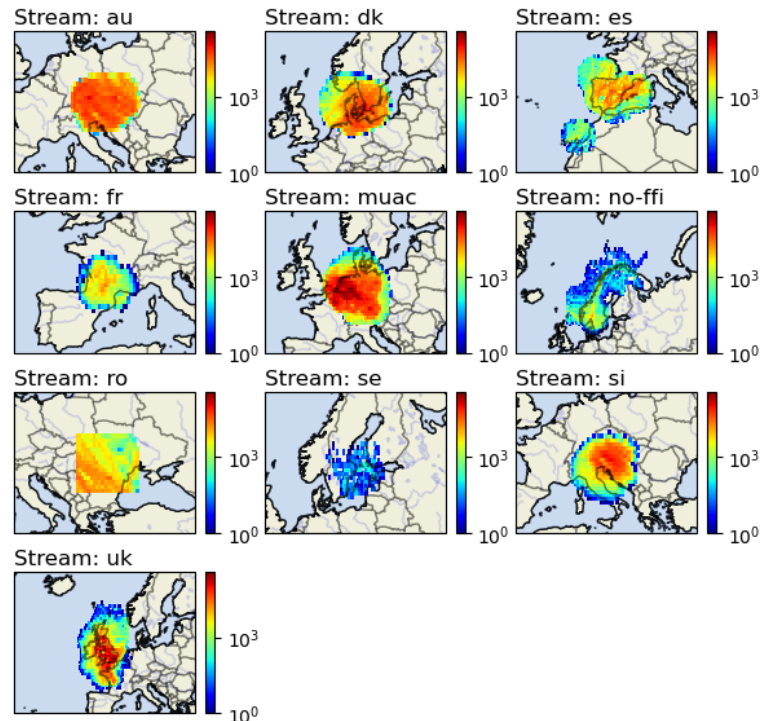 Stream: au
10³
10⁰
Stream: dk
10³
10⁰
Stream: es
10³
10⁰
Stream: fr
10³
10⁰
Stream: muac
10³
10⁰
Stream: no-ffi
10³
10⁰
Stream: ro
10³
10⁰
Stream: se
10³
10⁰
Stream: si
10³
10⁰
Stream: uk
10³
10⁰